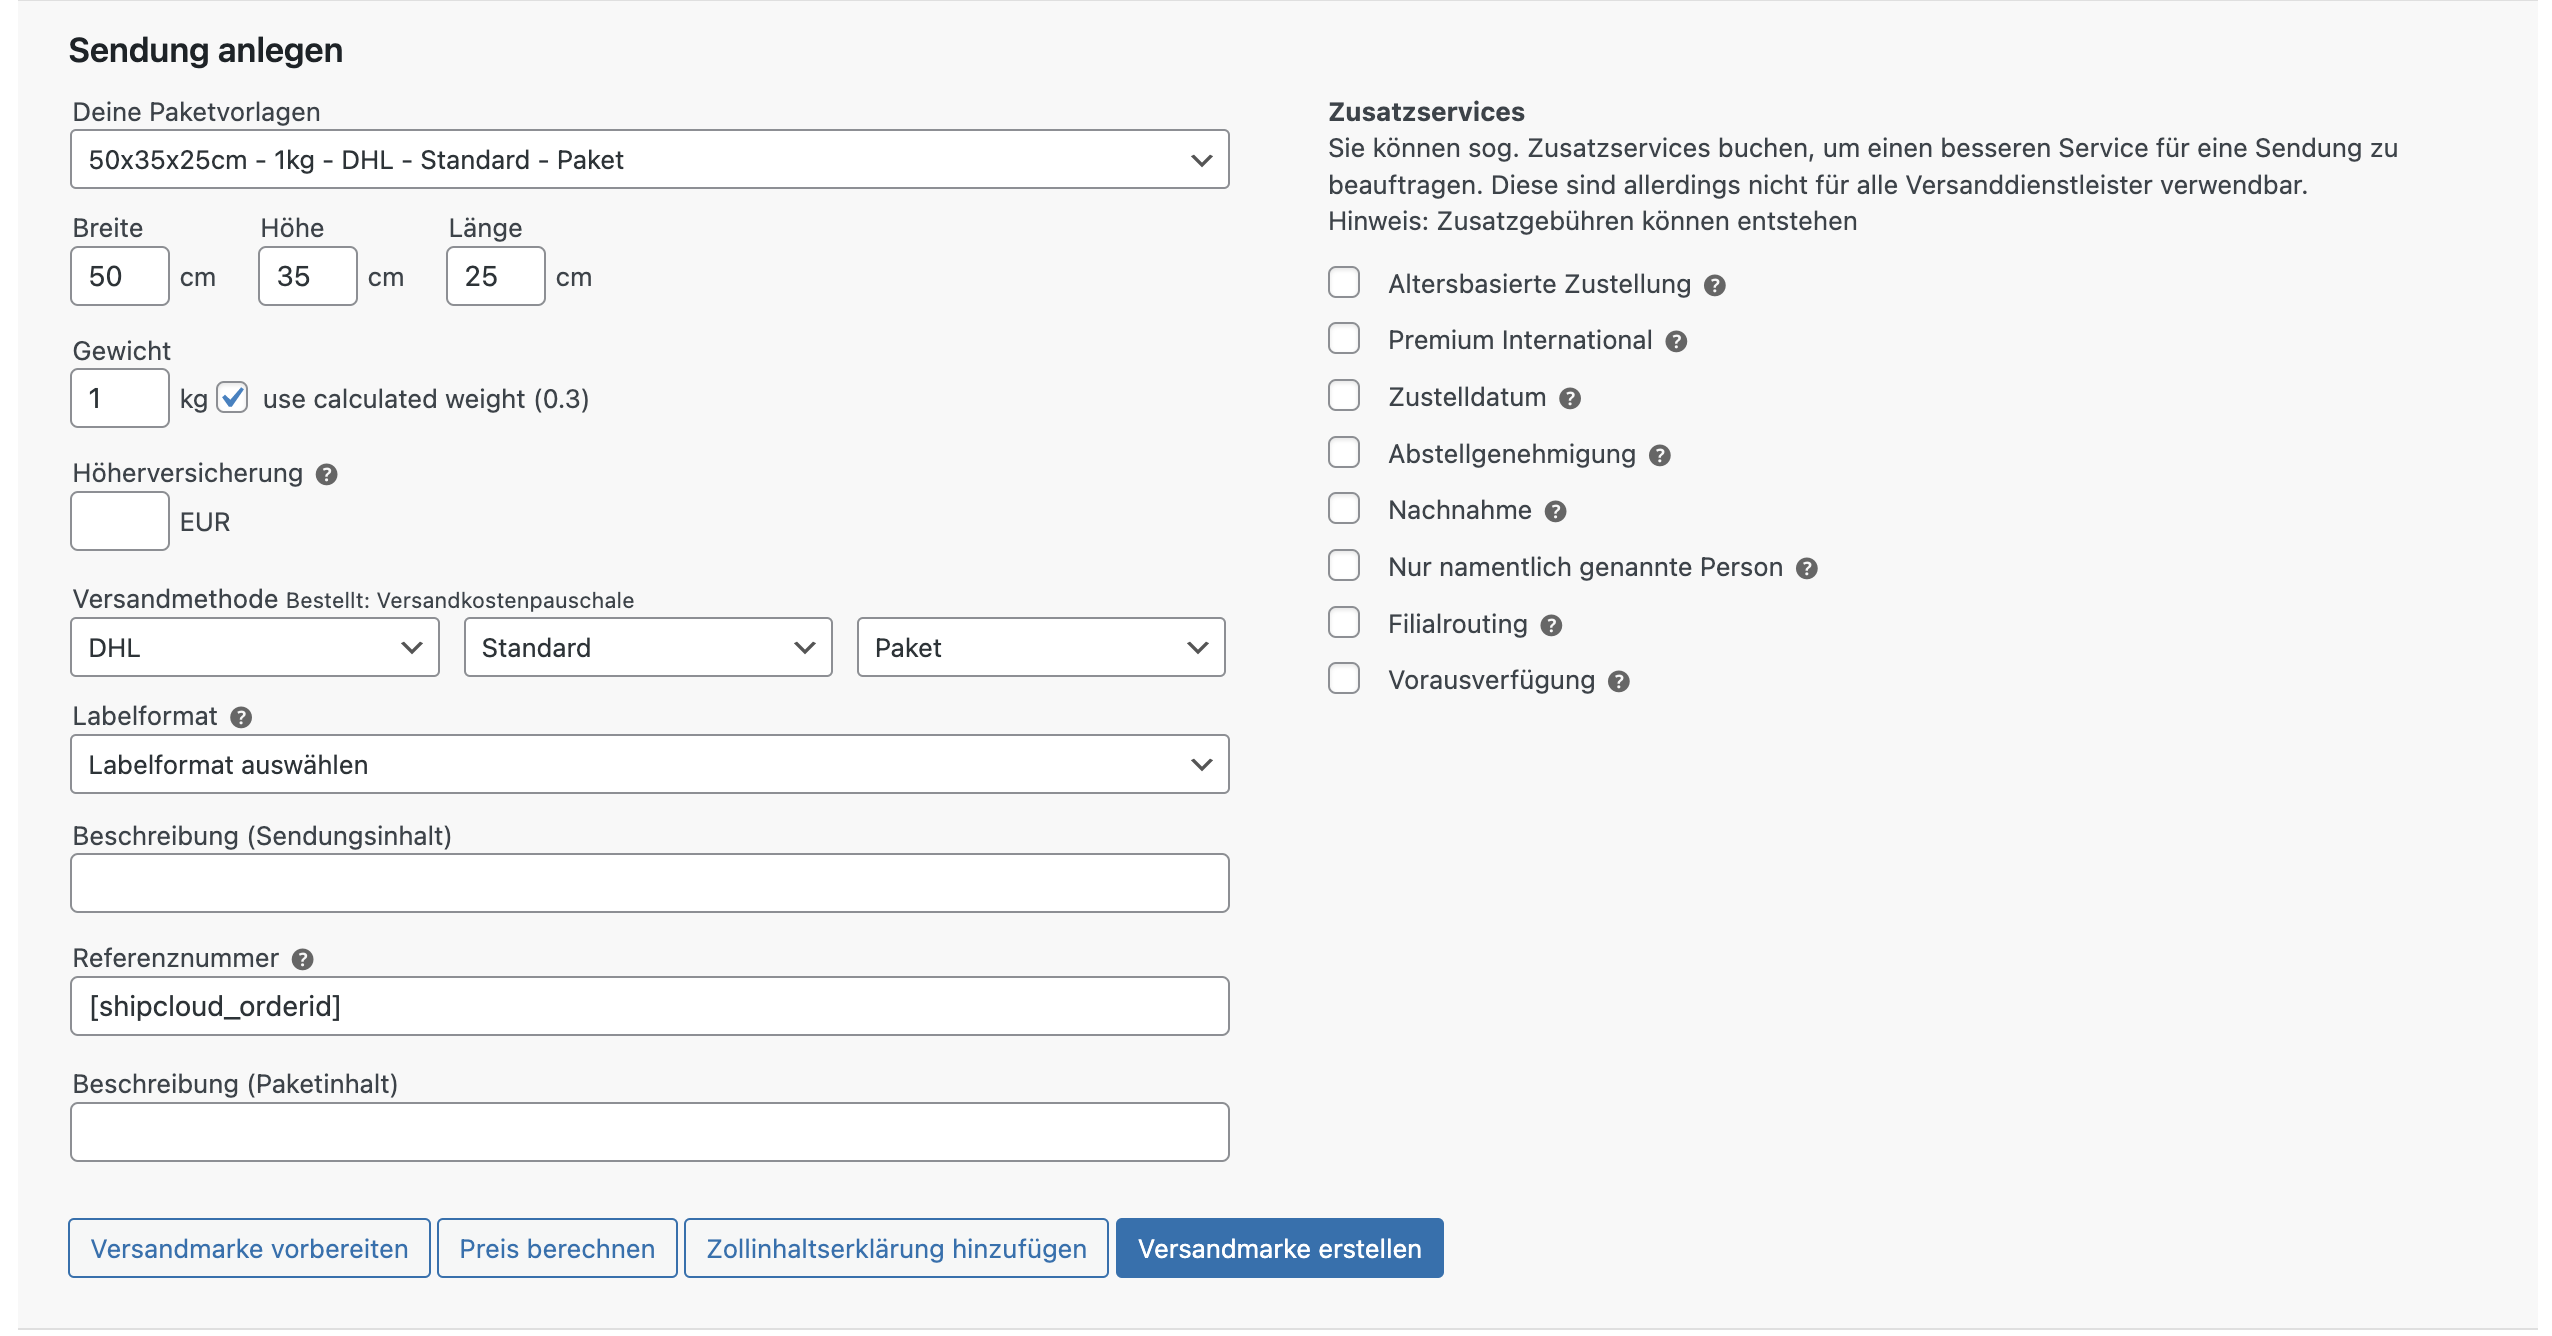 Sendung anlegen
Deine Paketvorlagen
50x35x25cm - 1kg - DHL - Standard - Paket
Breite Höhe Länge
50 cm 35 cm 25 cm
Gewicht
1 kg use calculated weight (0.3)
Höherversicherung ?
EUR
Versandmethode Bestellt: Versandkostenpauschale
DHL Standard Paket
Labelformat ?
Labelformat auswählen
Beschreibung (Sendungsinhalt)
Referenznummer ?
[shipcloud_orderid]
Beschreibung (Paketinhalt)
Zusatzservices
Sie können sog. Zusatzservices buchen, um einen besseren Service für eine Sendung zu
beauftragen. Diese sind allerdings nicht für alle Versanddienstleister verwendbar.
Hinweis: Zusatzgebühren können entstehen
Altersbasierte Zustellung ?
Premium International ?
Zustelldatum ?
Abstellgenehmigung ?
Nachnahme ?
Nur namentlich genannte Person ?
Filialrouting ?
Vorausverfügung ?
Versandmarke vorbereiten Preis berechnen Zollinhaltserklärung hinzufügen Versandmarke erstellen